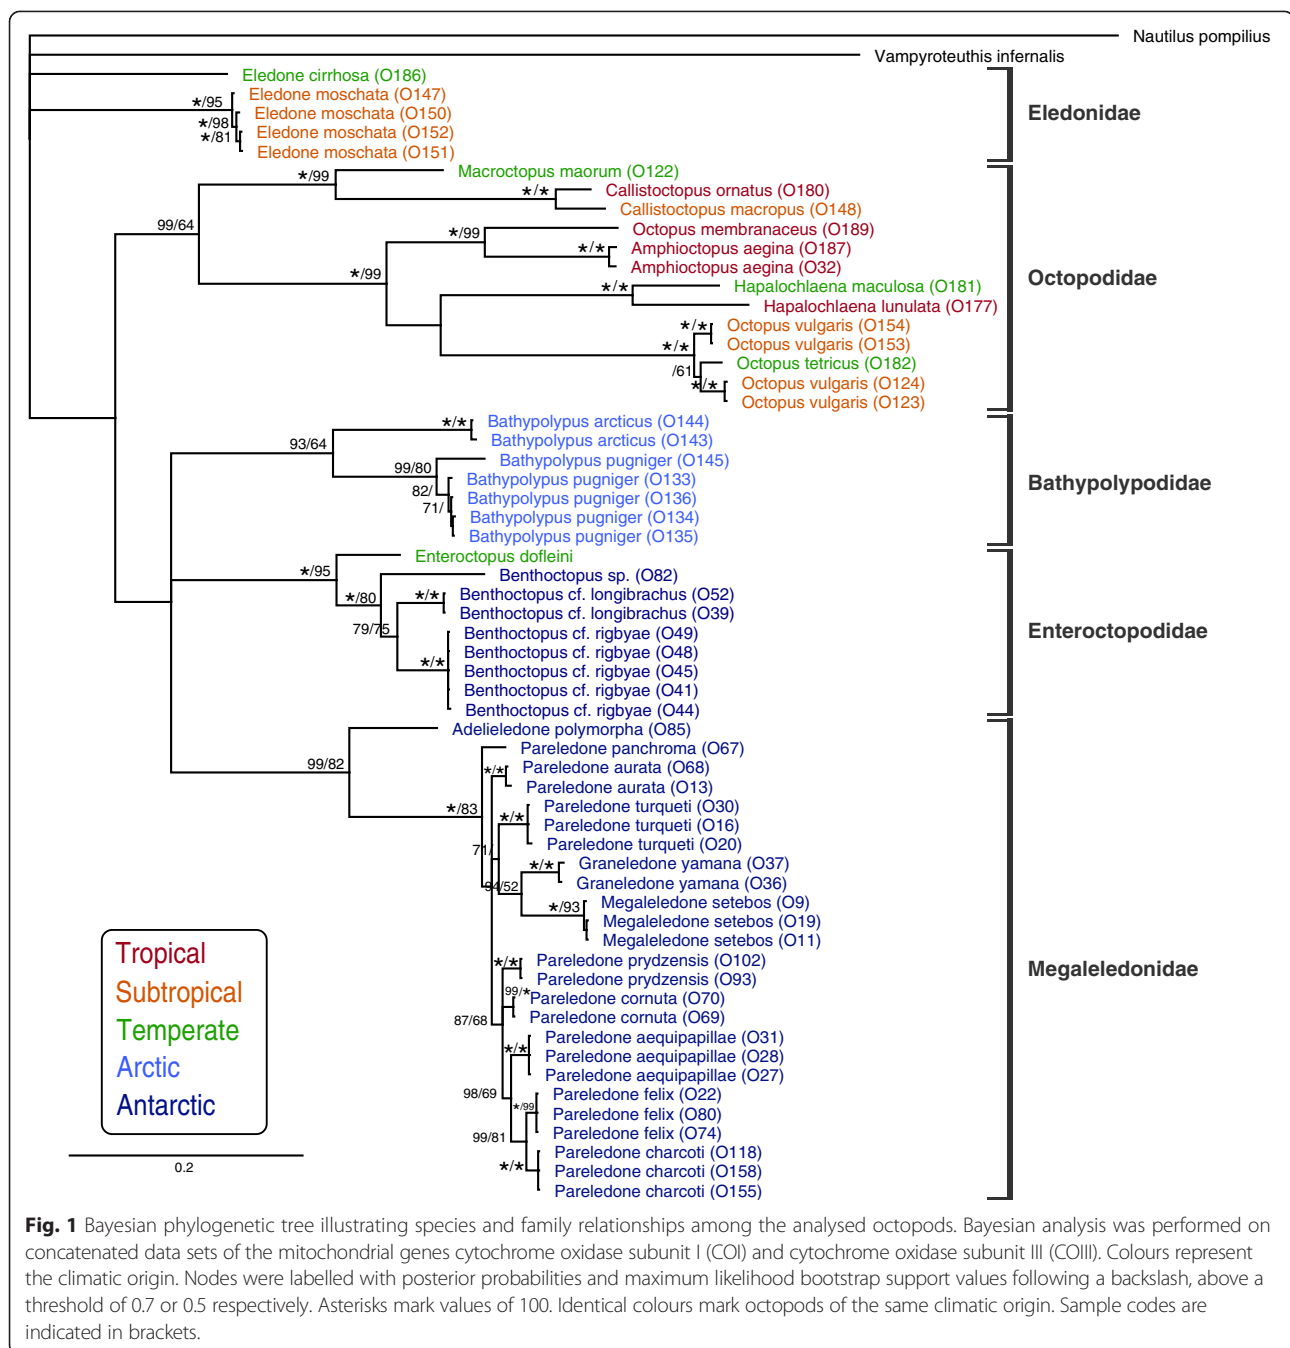 Nautilus pompilius
Vampyroteuthis infernalis
Eledone cirrhosa (O186)
*/95
Eledone moschata (O147)
*/98
Eledone moschata (O150)
*/81
Eledone moschata (O152)
Eledone moschata (O151)
Eledonidae
99/64
*/99
Macroctopus maorum (O122)
*/*
Callistoctopus ornatus (O180)
Callistoctopus macropus (O148)
*/99
*/99
Octopus membranaceus (O189)
*/*
Amphioctopus aegina (O187)
Amphioctopus aegina (O32)
*/*
Hapalochlaena maculosa (O181)
Hapalochlaena lunulata (O177)
*/*
*/*
Octopus vulgaris (O154)
Octopus vulgaris (O153)
/61
Octopus tetricus (O182)
*/*
Octopus vulgaris (O124)
Octopus vulgaris (O123)
Octopodidae
93/64
*/*
Bathypolypus arcticus (O144)
Bathypolypus arcticus (O143)
99/80
Bathypolypus pugniger (O145)
82/
Bathypolypus pugniger (O133)
71/
Bathypolypus pugniger (O136)
Bathypolypus pugniger (O134)
Bathypolypus pugniger (O135)
Bathypolypodidae
*/95
Enteroctopus dofleini
*/80
Benthoctopus sp. (O82)
79/75
*/*
Benthoctopus cf. longibrachus (O52)
Benthoctopus cf. longibrachus (O39)
*/*
Benthoctopus cf. rigbyae (O49)
Benthoctopus cf. rigbyae (O48)
Benthoctopus cf. rigbyae (O45)
Benthoctopus cf. rigbyae (O41)
Benthoctopus cf. rigbyae (O44)
Enteroctopodidae
99/82
Adelieledone polymorpha (O85)
*/83
Pareledone panchroma (O67)
*/*
Pareledone aurata (O68)
Pareledone aurata (O13)
71/
*/*
Pareledone turqueti (O30)
Pareledone turqueti (O16)
Pareledone turqueti (O20)
94/52
*/*
Graneledone yamana (O37)
Graneledone yamana (O36)
*/93
Megaleledone setebos (O9)
Megaleledone setebos (O19)
Megaleledone setebos (O11)
87/68
*/*
Pareledone prydzensis (O102)
Pareledone prydzensis (O93)
99/*
Pareledone cornuta (O70)
Pareledone cornuta (O69)
98/69
*/*
Pareledone aequipapillae (O31)
Pareledone aequipapillae (O28)
Pareledone aequipapillae (O27)
99/81
*/99
Pareledone felix (O22)
Pareledone felix (O80)
Pareledone felix (O74)
*/*
Pareledone charcoti (O118)
Pareledone charcoti (O158)
Pareledone charcoti (O155)
Megaleledonidae
Tropical
Subtropical
Temperate
Arctic
Antarctic
0.2
Fig. 1 Bayesian phylogenetic tree illustrating species and family relationships among the analysed octopods. Bayesian analysis was performed on
concatenated data sets of the mitochondrial genes cytochrome oxidase subunit I (COI) and cytochrome oxidase subunit III (COIII). Colours represent
the climatic origin. Nodes were labelled with posterior probabilities and maximum likelihood bootstrap support values following a backslash, above a
threshold of 0.7 or 0.5 respectively. Asterisks mark values of 100. Identical colours mark octopods of the same climatic origin. Sample codes are
indicated in brackets.